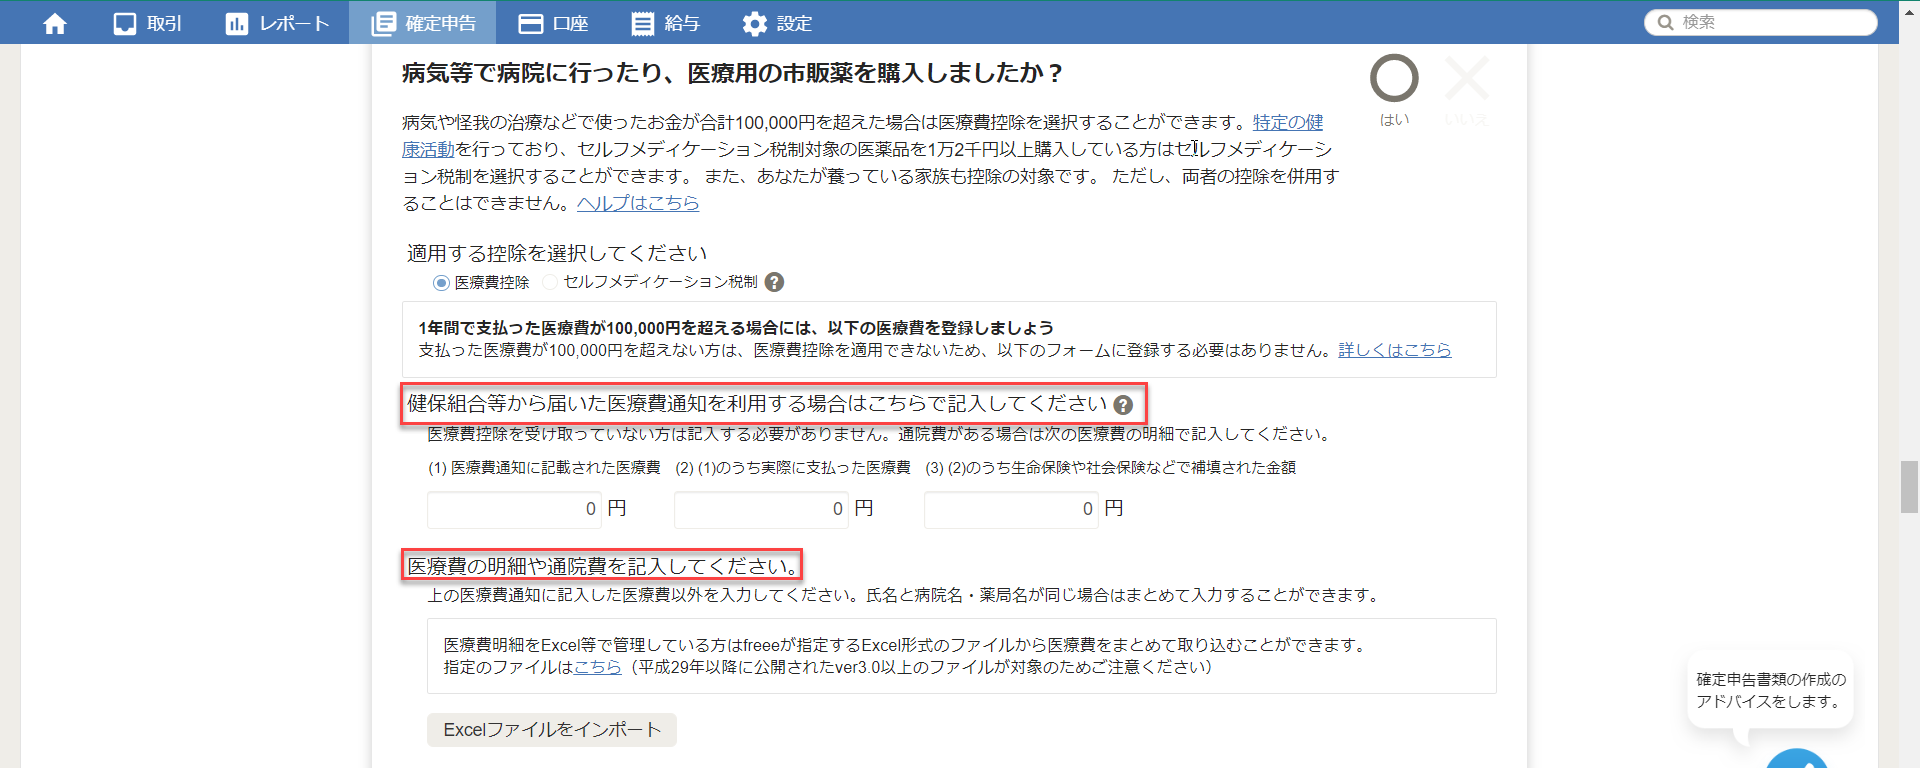 取引 レポート 確定申告 口座 給与 設定 検索
病気等で病院に行ったり、医療用の市販薬を購入しましたか？
はい いいえ
病気や怪我の治療などで使ったお金が合計100,000円を超えた場合は医療費控除を選択することができます。特定の健
康活動を行っており、セルフメディケーション税制対象の医薬品を1万2千円以上購入している方はセルフメディケーシ
ョン税制を選択することができます。 また、あなたが養っている家族も控除の対象です。 ただし、両者の控除を併用す
ることはできません。ヘルプはこちら
適用する控除を選択してください
医療費控除 セルフメディケーション税制 ?
1年間で支払った医療費が100,000円を超える場合には、以下の医療費を登録しましょう
支払った医療費が100,000円を超えない方は、医療費控除を適用できないため、以下のフォームに登録する必要はありません。詳しくはこちら
健保組合等から届いた医療費通知を利用する場合はこちらで記入してください ?
医療費控除を受け取っていない方は記入する必要がありません。通院費がある場合は次の医療費の明細で記入してください。
(1) 医療費通知に記載された医療費 (2) (1)のうち実際に支払った医療費 (3) (2)のうち生命保険や社会保険などで補填された金額
0 円 0 円 0 円
医療費の明細や通院費を記入してください。
上の医療費通知に記入した医療費以外を入力してください。氏名と病院名・薬局名が同じ場合はまとめて入力することができます。
医療費明細をExcel等で管理している方はfreeeが指定するExcel形式のファイルから医療費をまとめて取り込むことができます。
指定のファイルはこちら（平成29年以降に公開されたver3.0以上のファイルが対象のためご注意ください）
Excelファイルをインポート
確定申告書類の作成の
アドバイスをします。